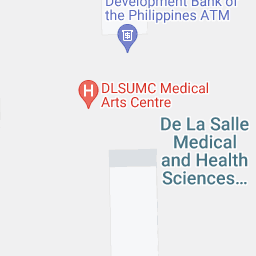 Development Bank of
the Philippines ATM
DLSUMC Medical
Arts Centre
De La Salle
Medical
and Health
Sciences...